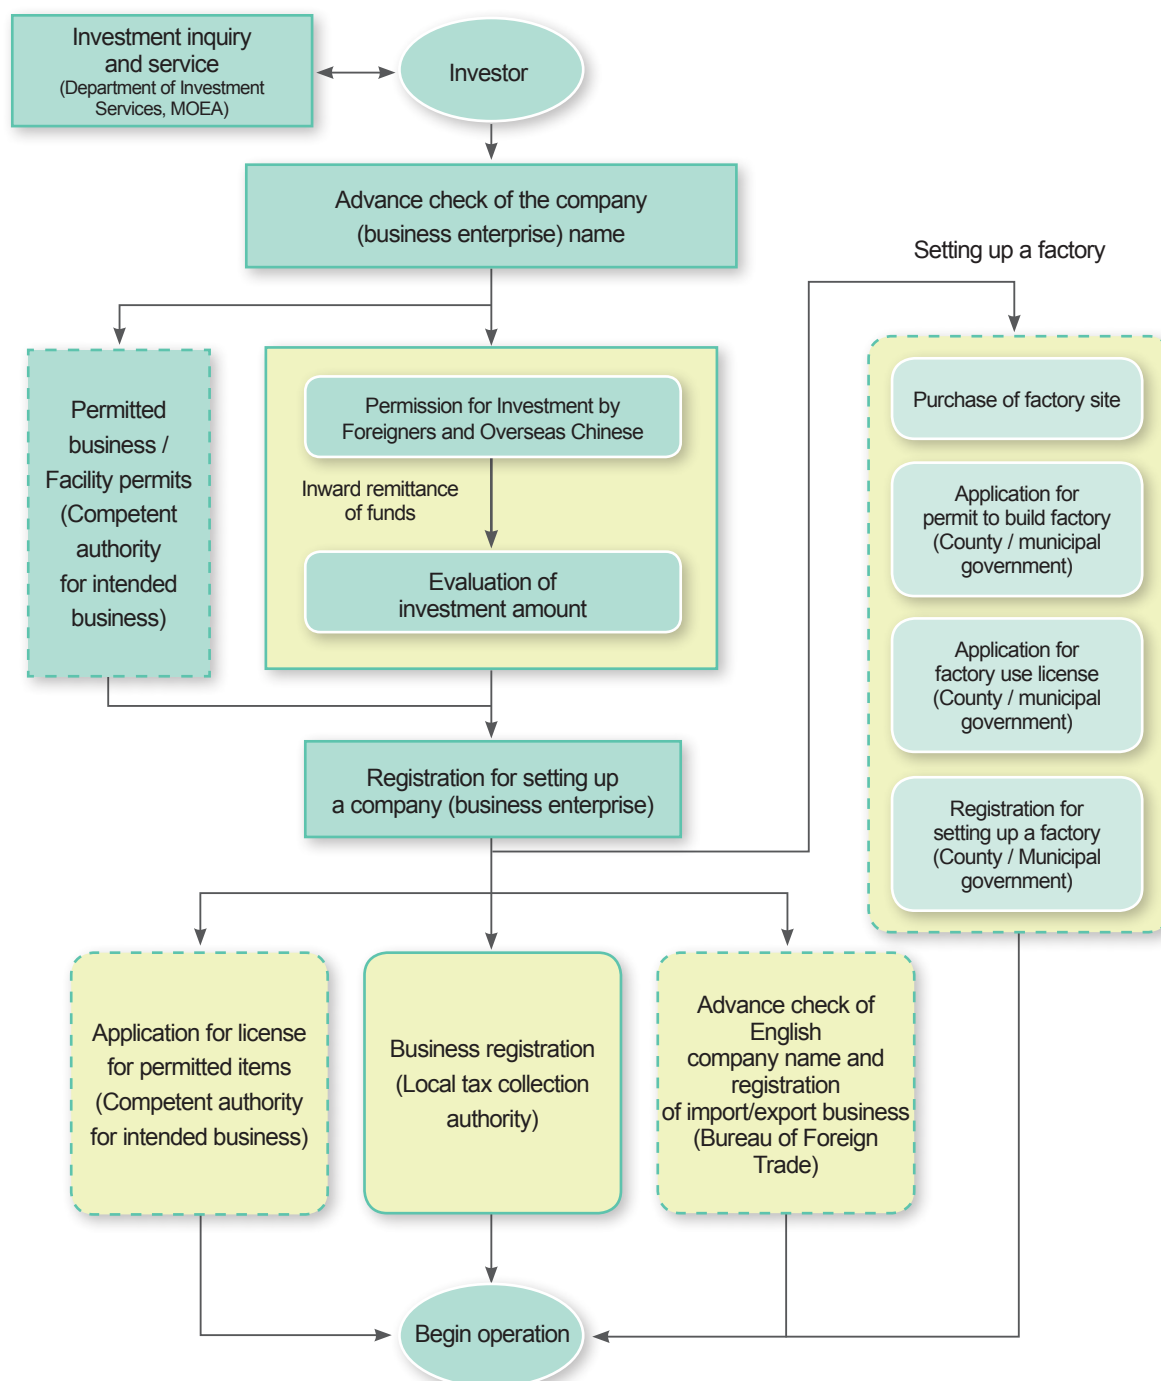 Investment inquiry
and service
(Department of Investment
Services, MOEA)
Investor
Advance check of the company
(business enterprise) name
Setting up a factory
Permitted
business /
Facility permits
(Competent
authority
for intended
business)
Permission for Investment by
Foreigners and Overseas Chinese
Inward remittance
of funds
Evaluation of
investment amount
Purchase of factory site
Application for
permit to build factory
(County / municipal
government)
Application for
factory use license
(County / municipal
government)
Registration for
setting up a factory
(County / Municipal
government)
Registration for setting up
a company (business enterprise)
Application for license
for permitted items
(Competent authority
for intended business)
Business registration
(Local tax collection
authority)
Advance check of
English
company name and
registration
of import/export business
(Bureau of Foreign
Trade)
Begin operation